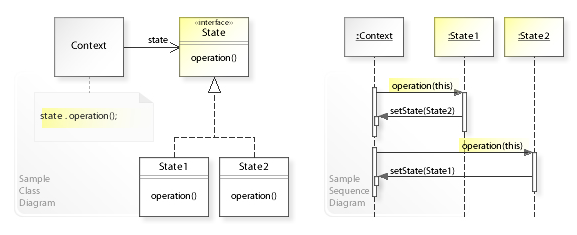 «interface»
State
Context
state
operation()
state . operation();
State1
State2
operation()
operation()
Sample
Class
Diagram
:Context
:State1
:State2
operation(this)
setState(State2)
operation(this)
setState(State1)
Sample
Sequence
Diagram